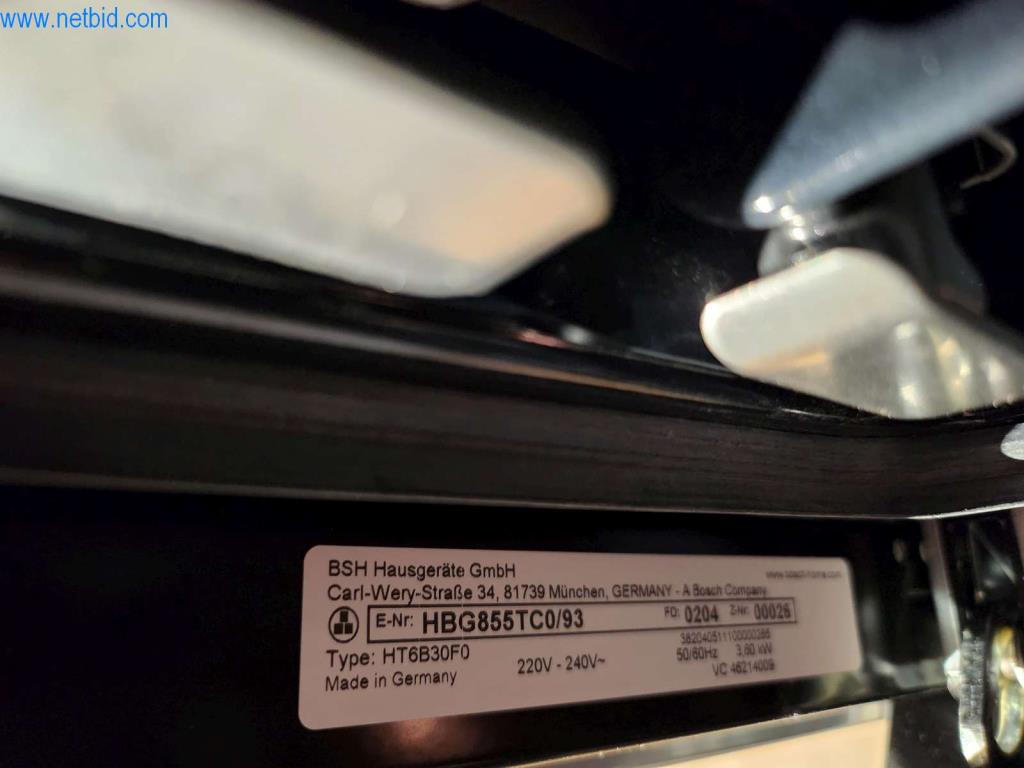 www.netbid.com
BSH Hausgeräte GmbH
www.bosch-home.com
Carl-Wery-Straße 34, 81739 München, GERMANY - A Bosch Company
E-Nr: HBG855TC0/93 FD: 0204 Z-Nr: 00026
Type: HT6B30F0
220V - 240V~
50/60Hz 3,60 kW
Made in Germany
VC 46214009